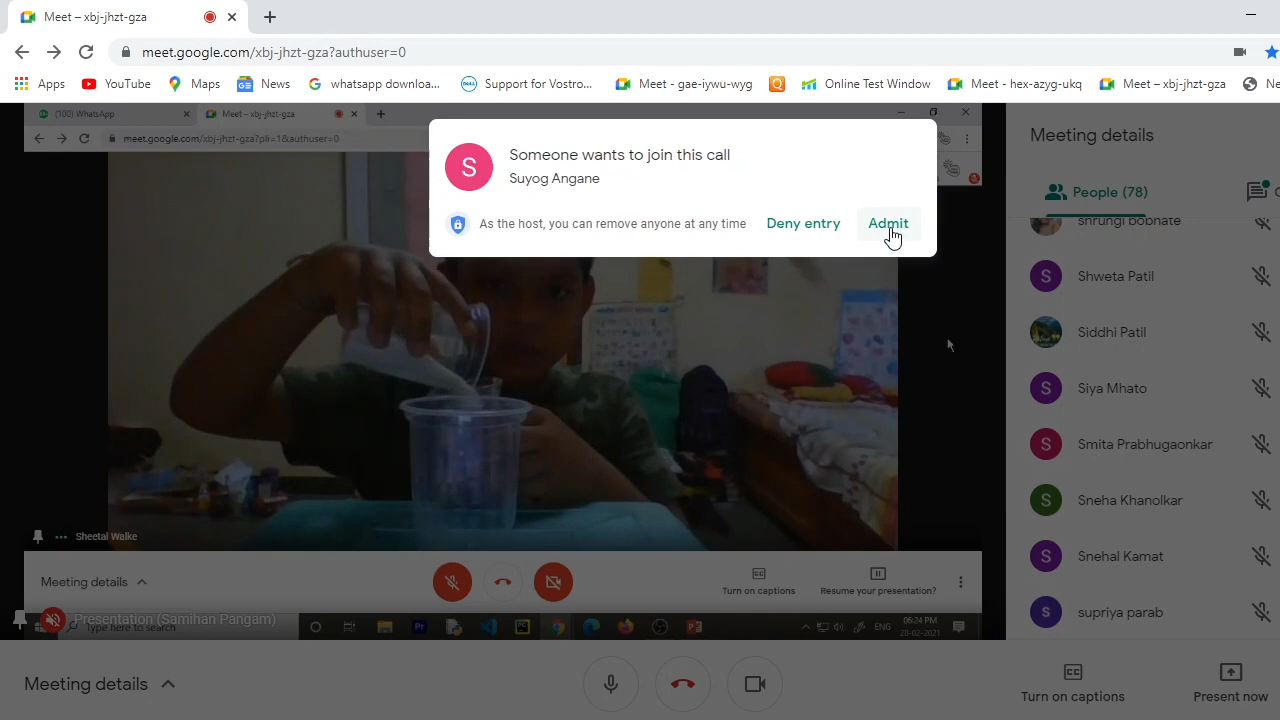 Meet – xbj-jhzt-gza
meet.google.com/xbj-jhzt-gza?authuser=0
Apps YouTube Maps News whatsapp downloa... Support for Vostro... Meet - gae-iywu-wyg Online Test Window Meet - hex-azyg-ukq Meet – xbj-jhzt-gza Ne
(100) WhatsApp Meet – xbj-jhzt-gza
meet.google.com/xbj-jhzt-gza?pli=1&authuser=0
S
Someone wants to join this call
Suyog Angane
As the host, you can remove anyone at any time Deny entry Admit
Meeting details
People (78)
shrungi bobhate
S Shweta Patil
Siddhi Patil
S Siya Mhato
S Smita Prabhugaonkar
S Sneha Khanolkar
S Snehal Kamat
s supriya parab
Sheetal Walke
Meeting details Turn on captions Resume your presentation?
Presentation (Samihan Pangam)
Type here to search Pr PC ENG 06:24 PM
28-02-2021
Meeting details Turn on captions Present now